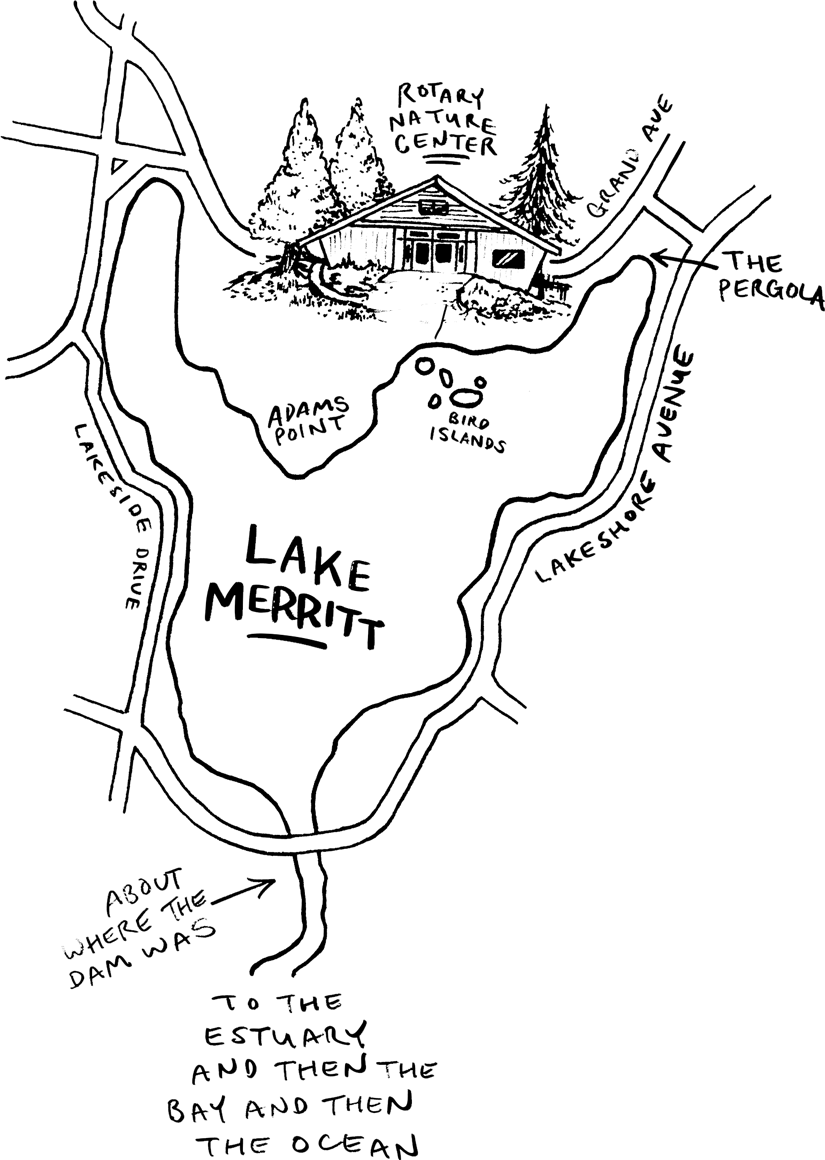 ROTARY
NATURE
CENTER
GRAND AVE
THE
PERGOLA
ADAMS
POINT
BIRD
ISLANDS
LAKESHORE AVENUE
LAKESIDE DRIVE
LAKE
MERRITT
ABOUT
WHERE THE
DAM WAS
TO THE
ESTUARY
AND THEN THE
BAY AND THEN
THE OCEAN